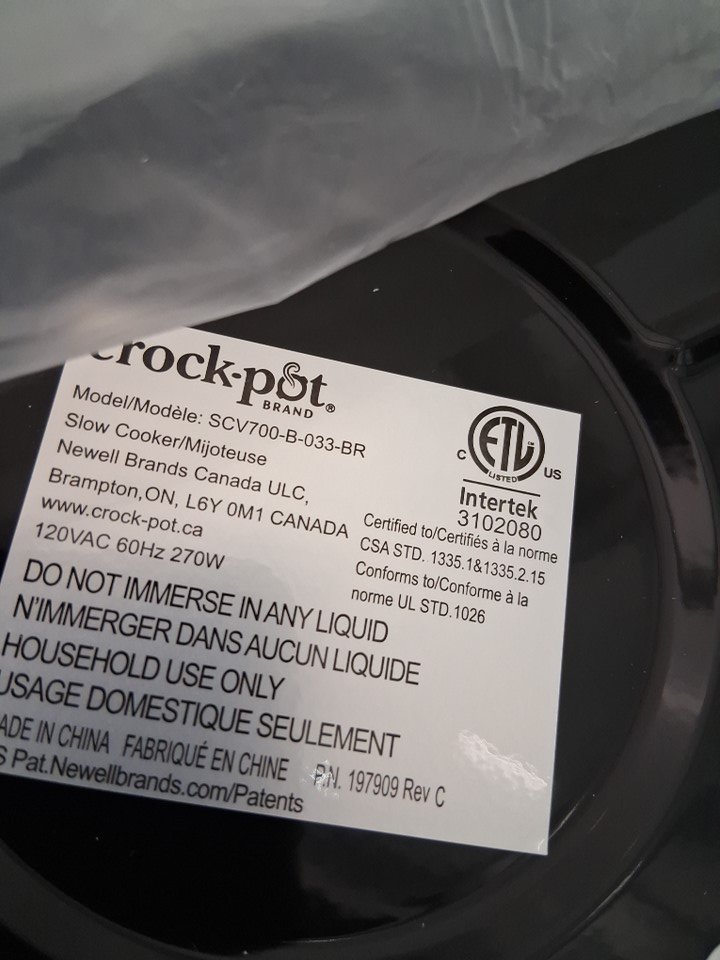 crock-pot®
BRAND
Model/Modèle: SCV700-B-033-BR
Slow Cooker/Mijoteuse
Newell Brands Canada ULC,
Brampton,ON, L6Y 0M1 CANADA
www.crock-pot.ca
120VAC 60Hz 270W
C ETL US
LISTED
Intertek
3102080
Certified to/Certifiés à la norme
CSA STD. 1335.1&1335.2.15
Conforms to/Conforme à la
norme UL STD.1026
DO NOT IMMERSE IN ANY LIQUID
N'IMMERGER DANS AUCUN LIQUIDE
HOUSEHOLD USE ONLY
USAGE DOMESTIQUE SEULEMENT
ADE IN CHINA FABRIQUÉ EN CHINE P.N. 197909 Rev C
S Pat.Newellbrands.com/Patents